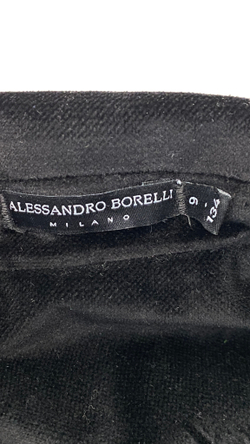 ALESSANDRO BORELLI
MILANO
9 - 134